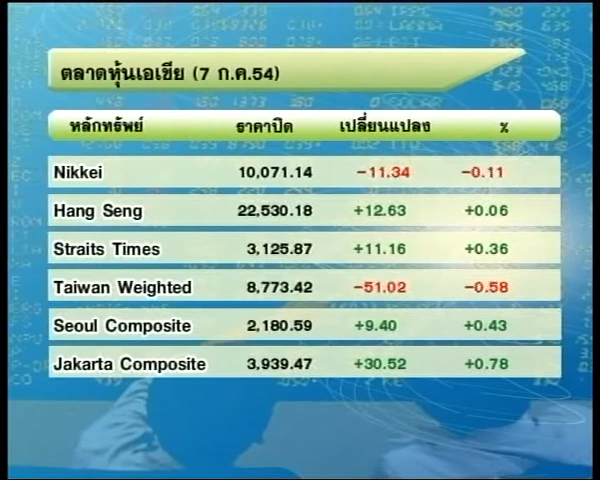 ตลาดหุ้นเอเชีย (7 ก.ค.54)
หลักทรัพย์ ราคาปิด เปลี่ยนแปลง %
Nikkei 10,071.14 -11.34 -0.11
Hang Seng 22,530.18 +12.63 +0.06
Straits Times 3,125.87 +11.16 +0.36
Taiwan Weighted 8,773.42 -51.02 -0.58
Seoul Composite 2,180.59 +9.40 +0.43
Jakarta Composite 3,939.47 +30.52 +0.78